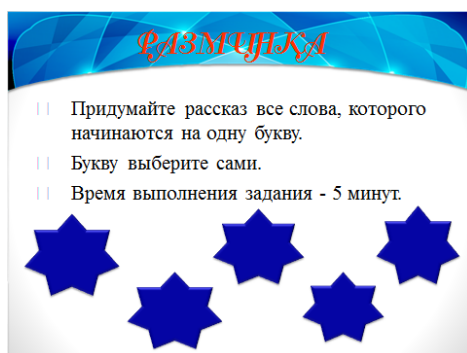 РАЗМИНКА
Придумайте рассказ все слова, которого
начинаются на одну букву.
Букву выберите сами.
Время выполнения задания - 5 минут.